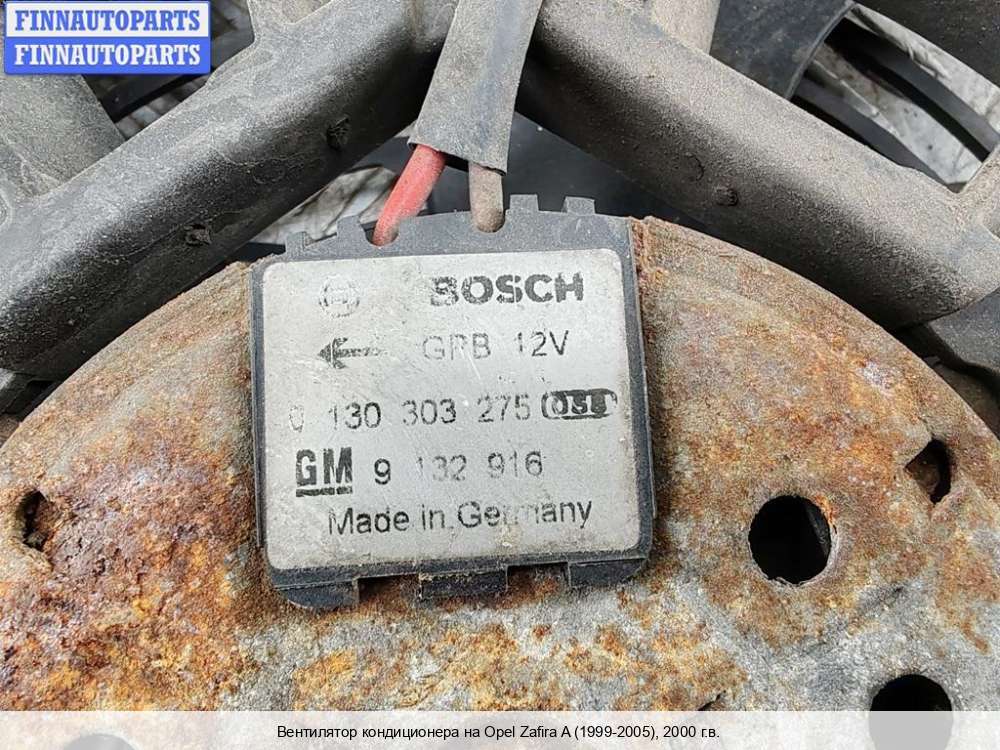 FINNAUTOPARTS
FINNAUTOPARTS
BOSCH
GPB 12V
0 130 303 275
GM 9 132 916
Made in Germany
Вентилятор кондиционера на Opel Zafira A (1999-2005), 2000 г.в.